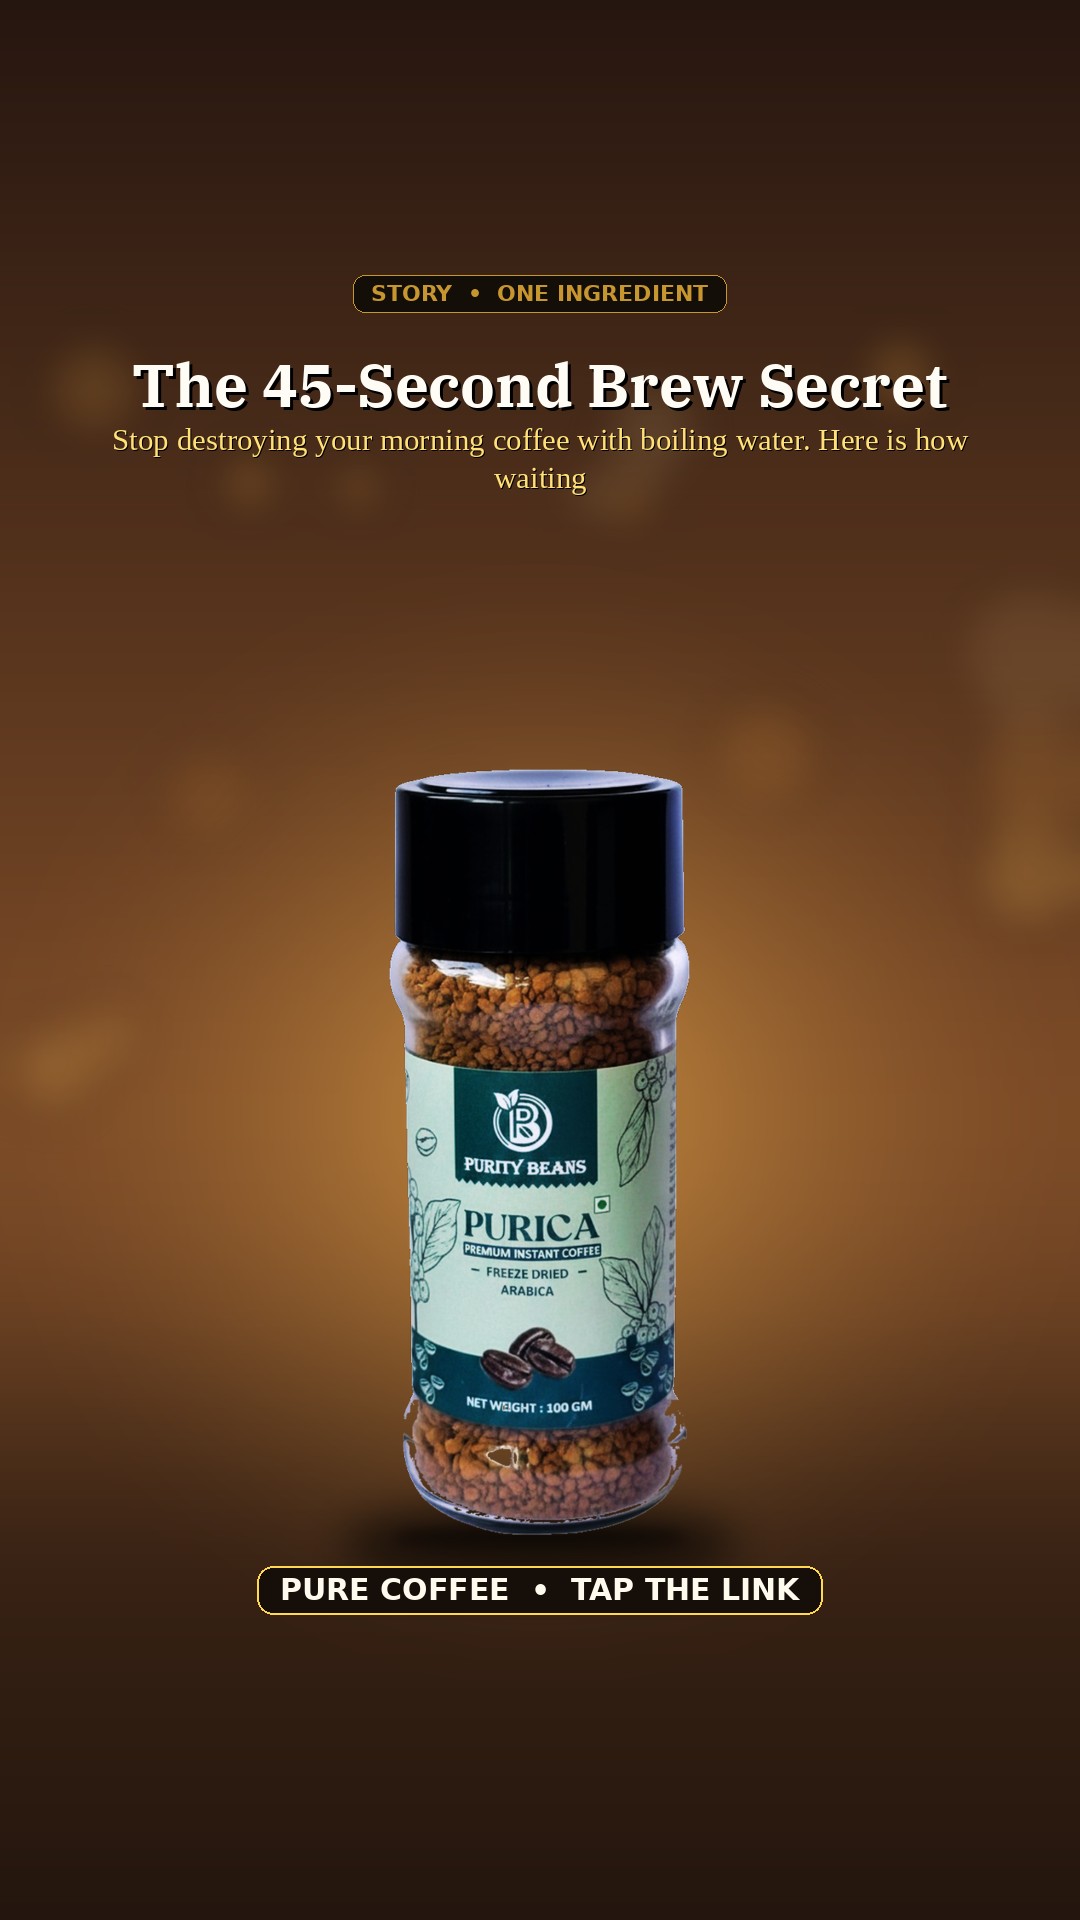 STORY • ONE INGREDIENT
The 45-Second Brew Secret
Stop destroying your morning coffee with boiling water. Here is how
waiting
PURITY BEANS
PURICA
PREMIUM INSTANT COFFEE
– FREEZE DRIED –
ARABICA
NET WEIGHT : 100 GM
PURE COFFEE • TAP THE LINK